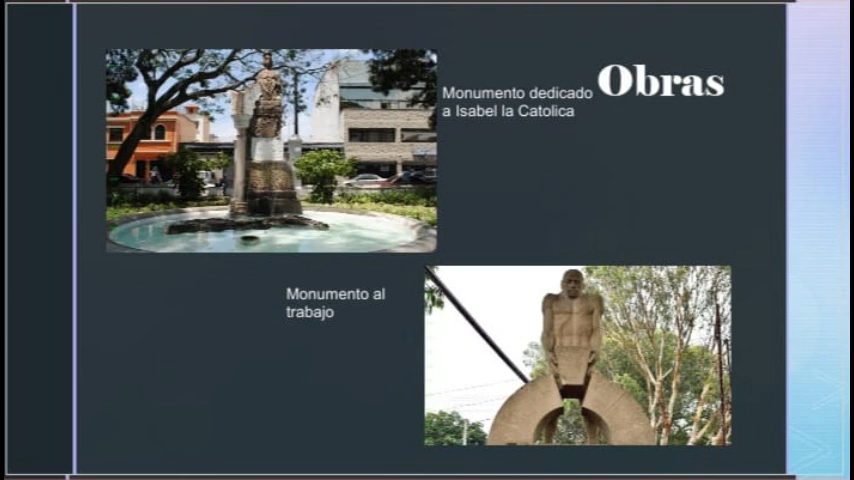 Obras
Monumento dedicado
a Isabel la Catolica
Monumento al
trabajo